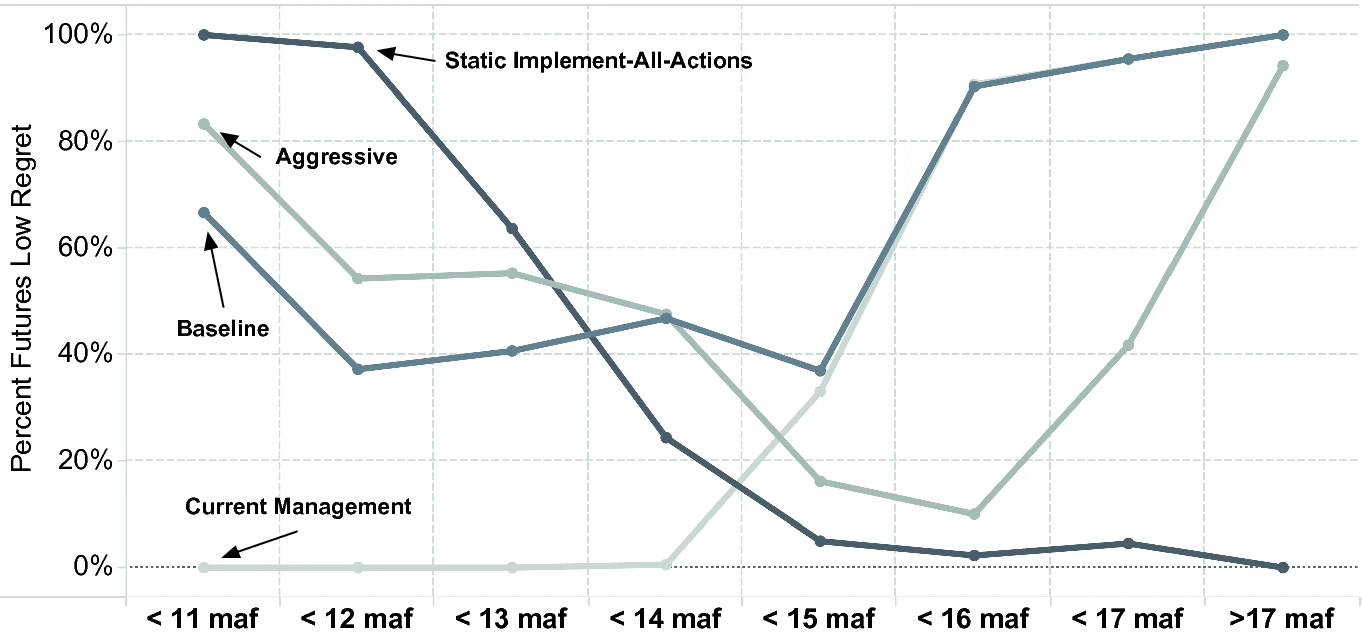 100%
Static Implement-All-Actions
80%
Aggressive
60%
Baseline
40%
20%
Current Management
0%
Percent Futures Low Regret
< 11 maf < 12 maf < 13 maf < 14 maf < 15 maf < 16 maf < 17 maf >17 maf